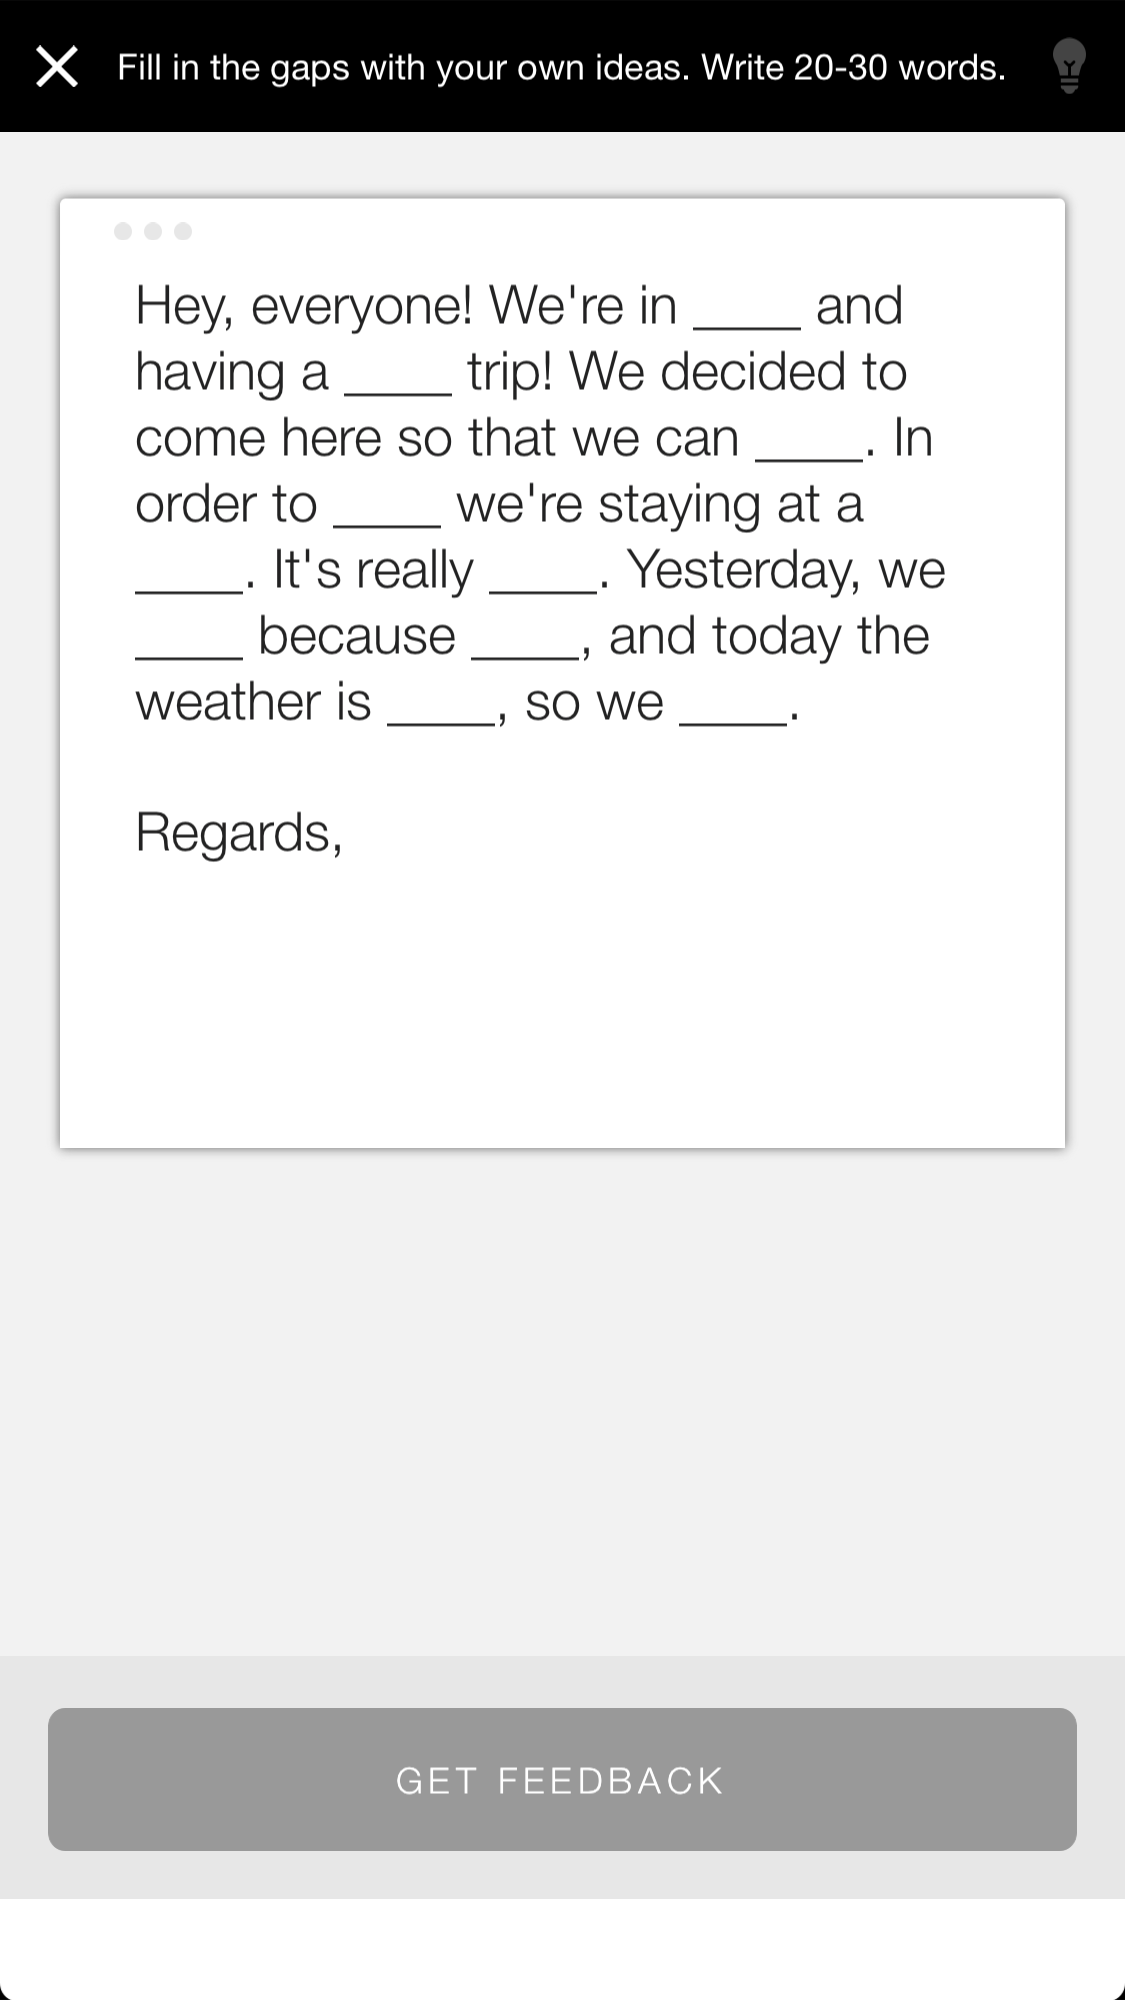 Fill in the gaps with your own ideas. Write 20-30 words.
Hey, everyone! We're in ____ and
having a ____ trip! We decided to
come here so that we can ____. In
order to ____ we're staying at a
____. It's really ____. Yesterday, we
____ because ____, and today the
weather is ____, so we ____.
Regards,
GET FEEDBACK